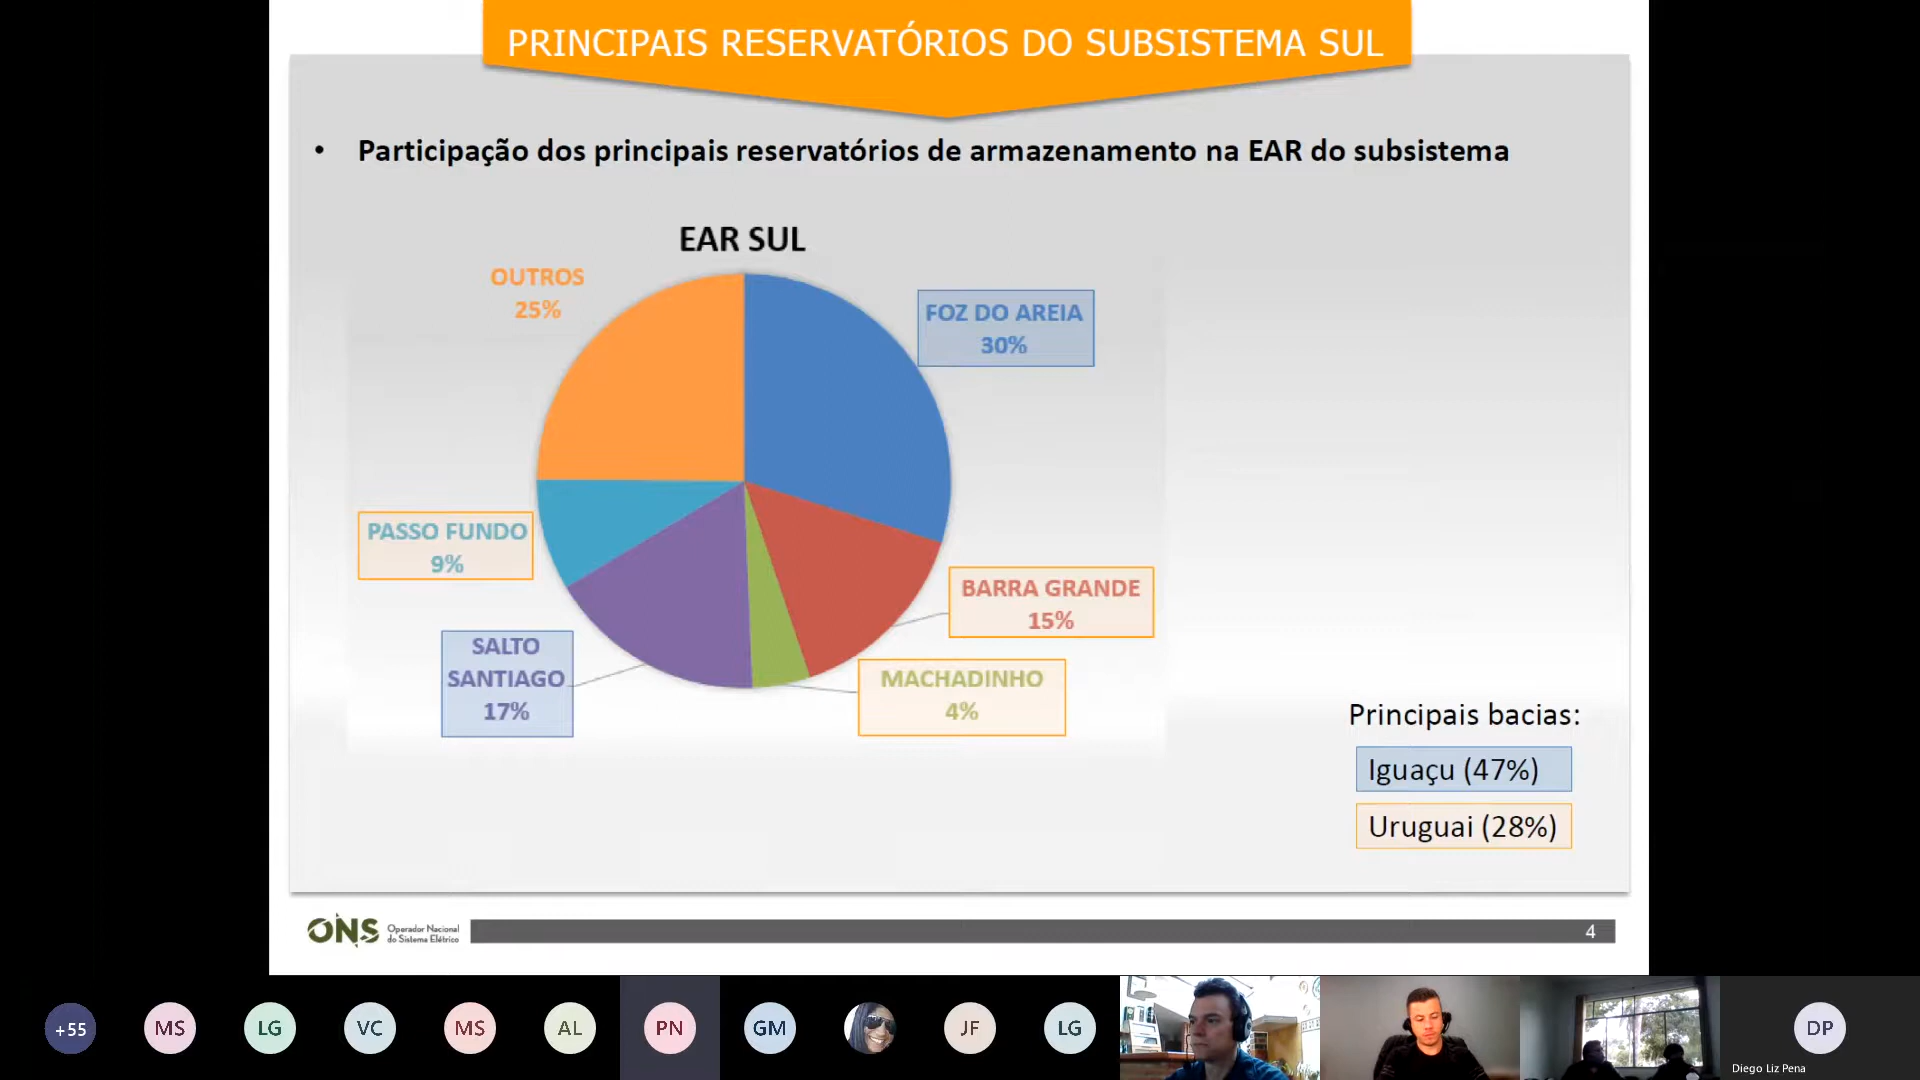 PRINCIPAIS RESERVATÓRIOS DO SUBSISTEMA SUL
• Participação dos principais reservatórios de armazenamento na EAR do subsistema
EAR SUL
OUTROS
25%
FOZ DO AREIA
30%
PASSO FUNDO
9%
BARRA GRANDE
15%
SALTO
SANTIAGO
17%
MACHADINHO
4%
Principais bacias:
Iguaçu (47%)
Uruguai (28%)
ONS
Operador Nacional
do Sistema Elétrico
4
+55
MS
LG
VC
MS
AL
PN
GM
JF
LG
DP
Diego Liz Pena